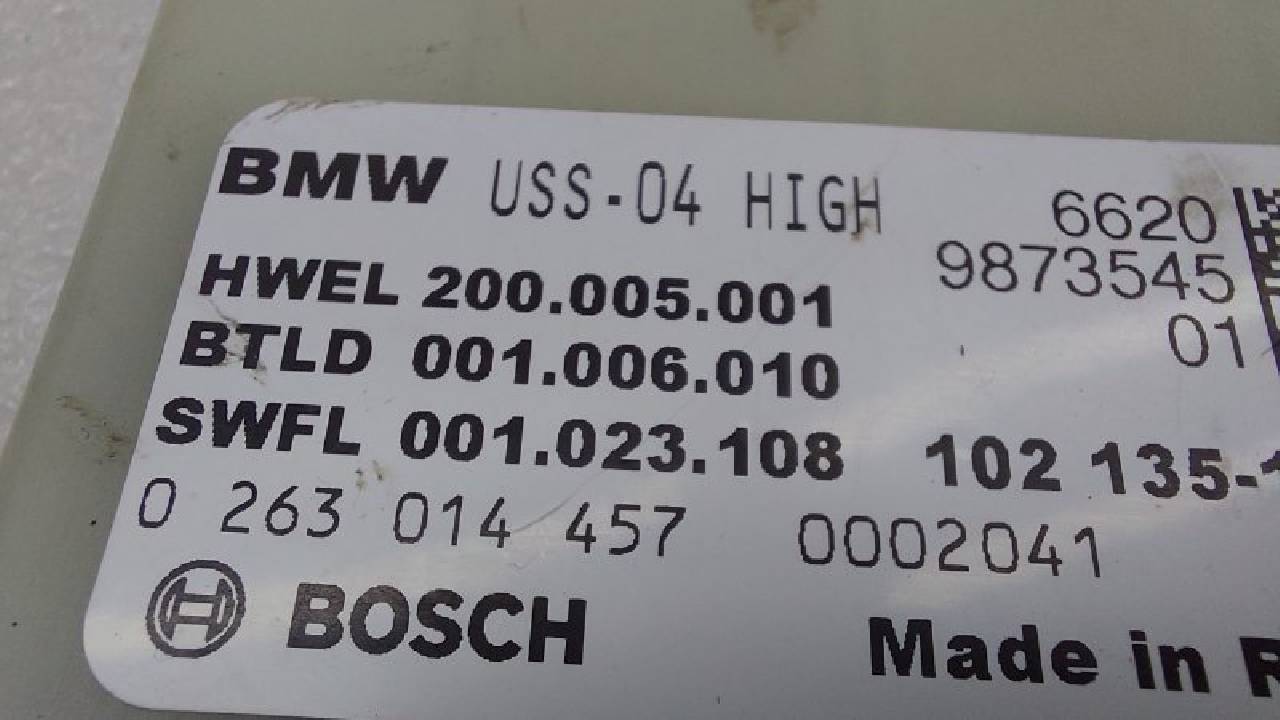 BMW USS-04 HIGH 6620
HWEL 200.005.001 9873545
BTLD 001.006.010 01
SWFL 001.023.108 102 135-
0 263 014 457 0002041
BOSCH Made in